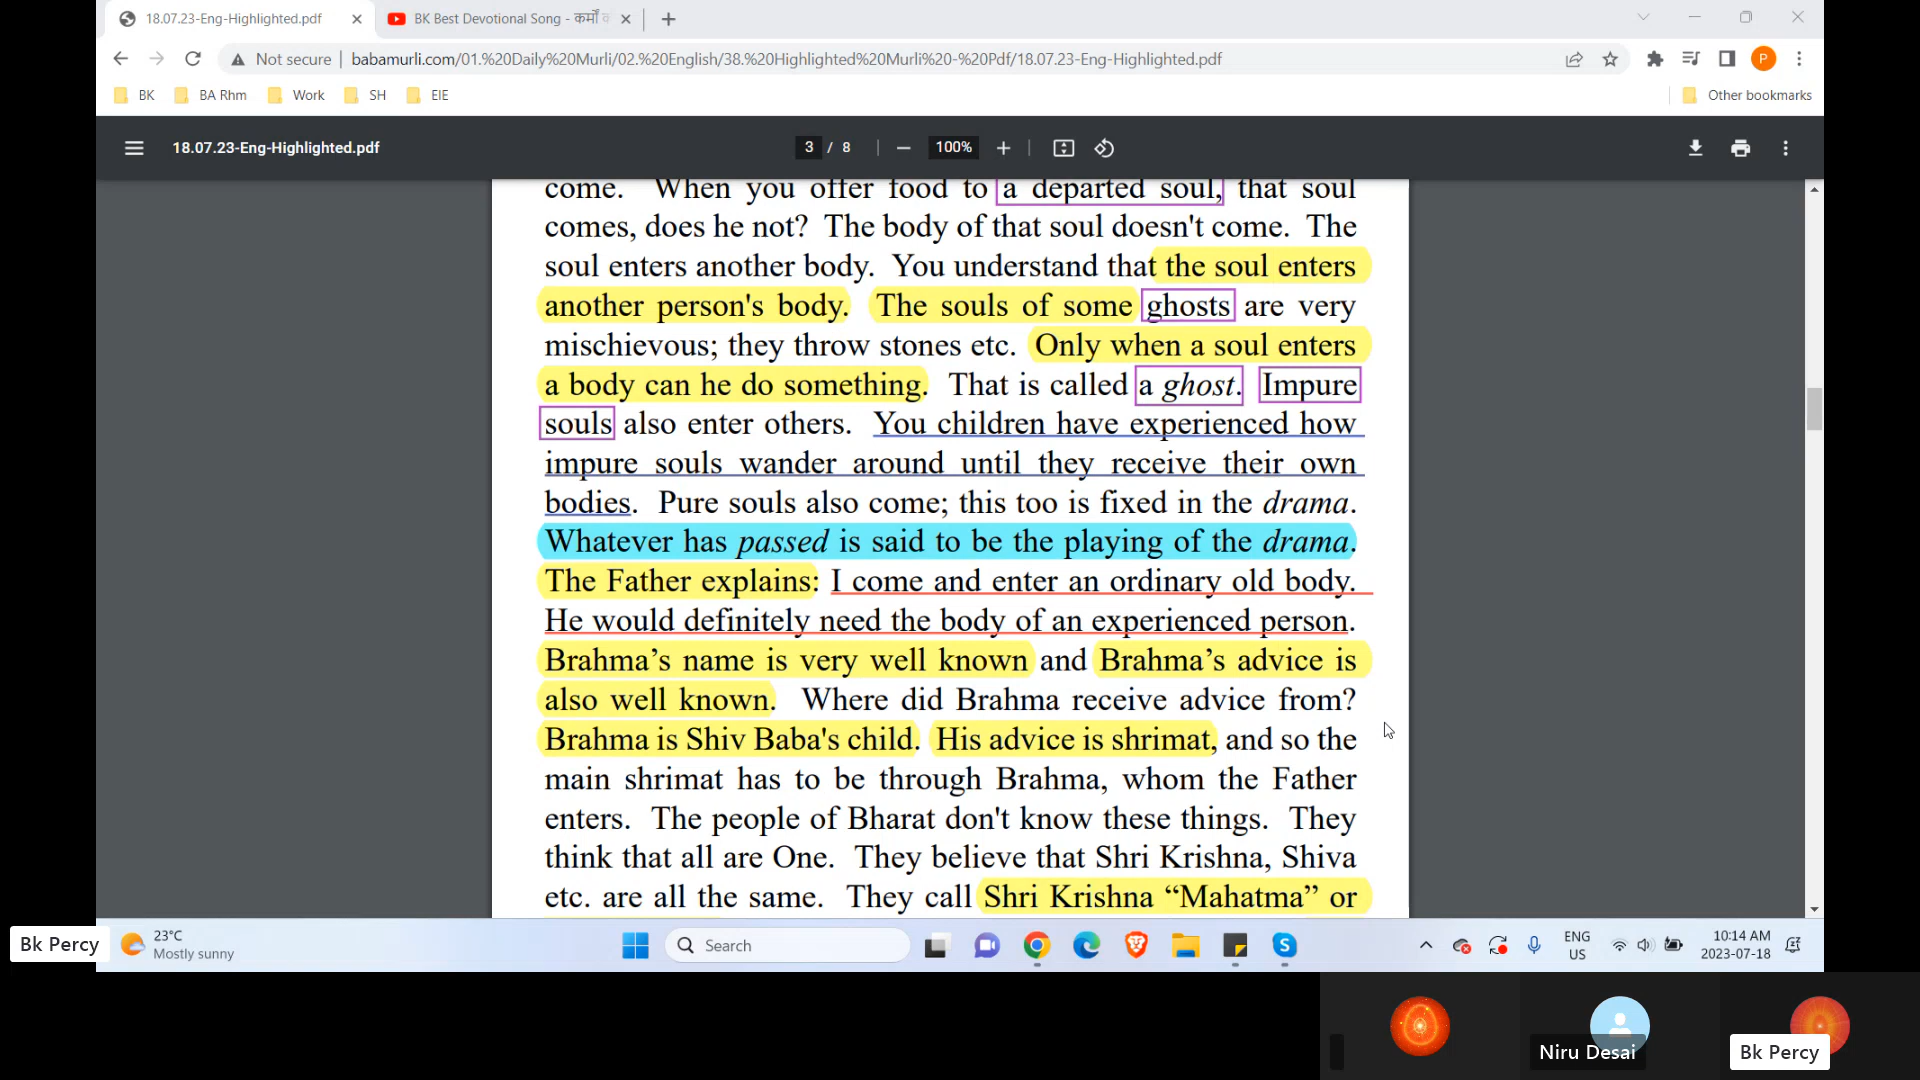 18.07.23-Eng-Highlighted.pdf
BK Best Devotional Song - कर्मों
Not secure
babamurli.com/01.%20Daily%20Murli/02.%20English/38.%20Highlighted%20Murli%20-%20Pdf/18.07.23-Eng-Highlighted.pdf
P
BK
BA Rhm
Work
SH
EIE
Other bookmarks
18.07.23-Eng-Highlighted.pdf
3 / 8
100%
come. When you offer food to a departed soul, that soul
comes, does he not? The body of that soul doesn't come. The
soul enters another body. You understand that the soul enters
another person's body. The souls of some ghosts are very
mischievous; they throw stones etc. Only when a soul enters
a body can he do something. That is called a ghost. Impure
souls also enter others. You children have experienced how
impure souls wander around until they receive their own
bodies. Pure souls also come; this too is fixed in the drama.
Whatever has passed is said to be the playing of the drama.
The Father explains: I come and enter an ordinary old body.
He would definitely need the body of an experienced person.
Brahma’s name is very well known and Brahma’s advice is
also well known. Where did Brahma receive advice from?
Brahma is Shiv Baba's child. His advice is shrimat, and so the
main shrimat has to be through Brahma, whom the Father
enters. The people of Bharat don't know these things. They
think that all are One. They believe that Shri Krishna, Shiva
etc. are all the same. They call Shri Krishna “Mahatma” or
Bk Percy
23°C
Mostly sunny
Search
S
ENG
US
10:14 AM
2023-07-18
Niru Desai
Bk Percy